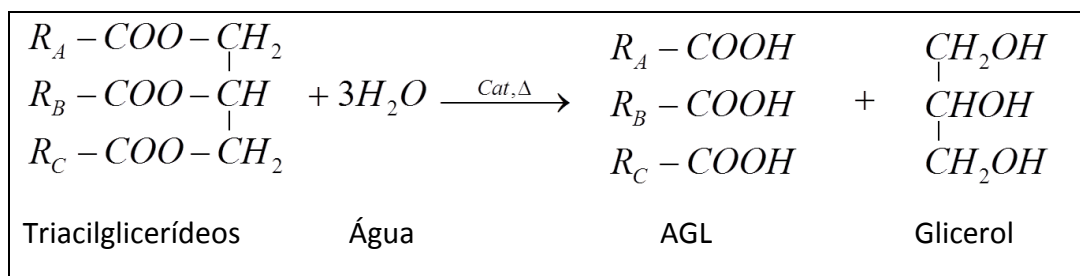 R_A – COO – CH_2 R_A – COOH CH_2OH
R_B – COO – CH + 3H_2O Cat,Δ R_B – COOH + CHOH
R_C – COO – CH_2 R_C – COOH CH_2OH
Triacilglicerídeos Água AGL Glicerol